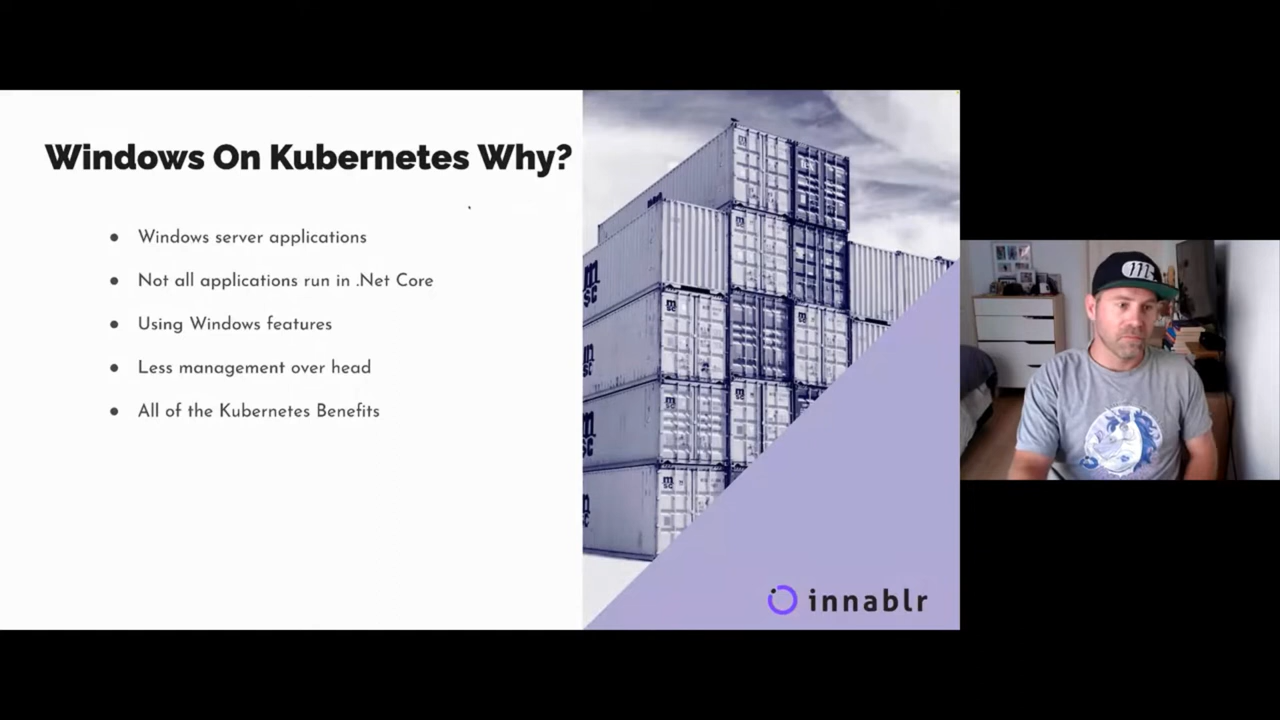 Windows On Kubernetes Why?
● Windows server applications
● Not all applications run in .Net Core
● Using Windows features
● Less management over head
● All of the Kubernetes Benefits
m
sc
innablr